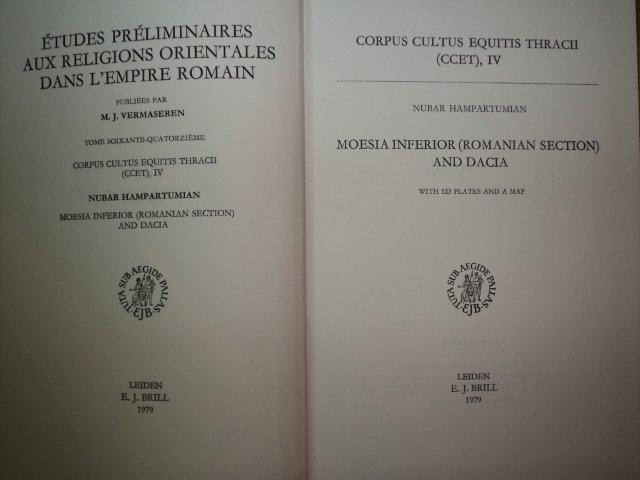 ÉTUDES PRÉLIMINAIRES
AUX RELIGIONS ORIENTALES
DANS L'EMPIRE ROMAIN
PUBLIÉES PAR
M. J. VERMASEREN
TOME SOIXANTE-QUATORZIÈME
CORPUS CULTUS EQUITIS THRACII
(CCET), IV
NUBAR HAMPARTUMIAN
MOESIA INFERIOR (ROMANIAN SECTION)
AND DACIA
TUTA SUB AEGIDE PALLAS
EJB
LEIDEN
E. J. BRILL
1979
CORPUS CULTUS EQUITIS THRACII
(CCET), IV
NUBAR HAMPARTUMIAN
MOESIA INFERIOR (ROMANIAN SECTION)
AND DACIA
WITH 123 PLATES AND A MAP
TUTA SUB AEGIDE PALLAS
EJB
LEIDEN
E. J. BRILL
1979